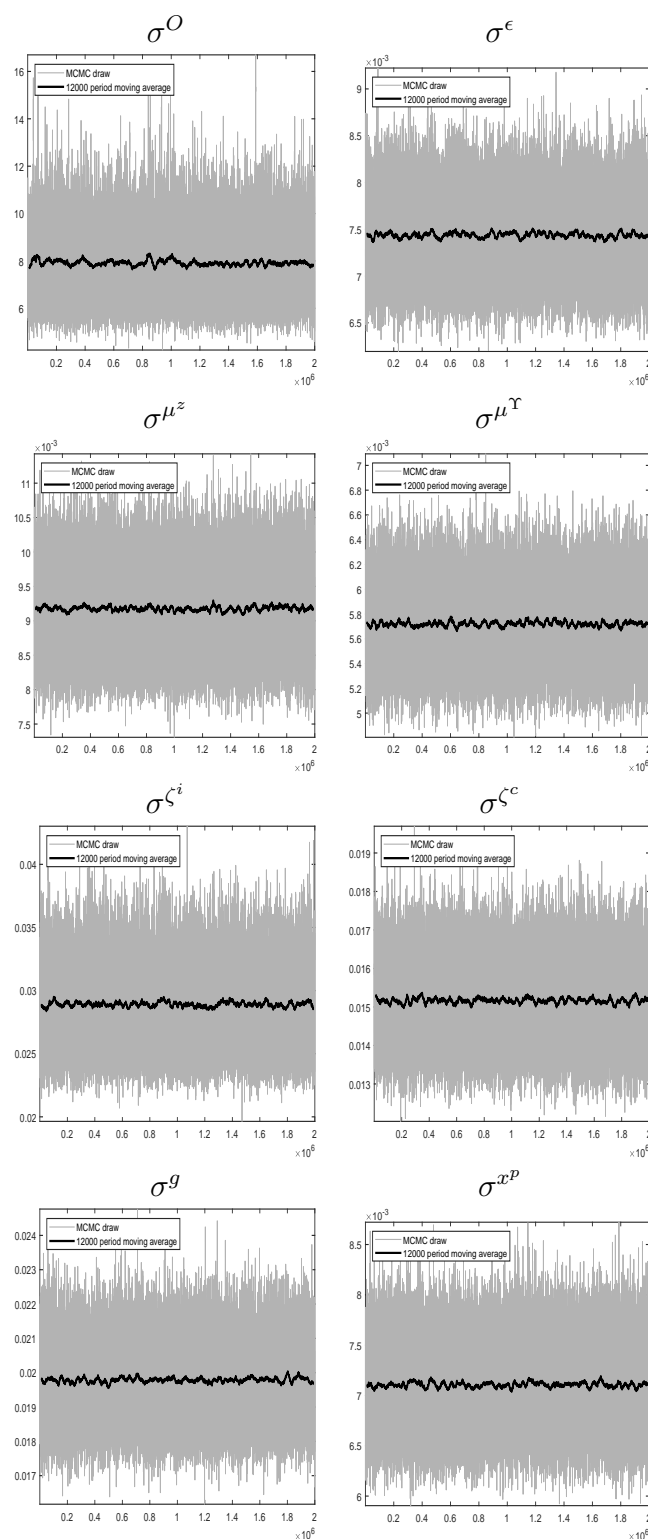 σ^O
MCMC draw
12000 period moving average
16
14
12
10
8
6
0.2 0.4 0.6 0.8 1 1.2 1.4 1.6 1.8 2
×10^6
σ^ϵ
×10^-3
MCMC draw
12000 period moving average
9
8.5
8
7.5
7
6.5
0.2 0.4 0.6 0.8 1 1.2 1.4 1.6 1.8 2
×10^6
σ^{μ^z}
×10^-3
MCMC draw
12000 period moving average
11
10.5
10
9.5
9
8.5
8
7.5
0.2 0.4 0.6 0.8 1 1.2 1.4 1.6 1.8 2
×10^6
σ^{μ^Υ}
×10^-3
MCMC draw
12000 period moving average
7
6.8
6.6
6.4
6.2
6
5.8
5.6
5.4
5.2
5
0.2 0.4 0.6 0.8 1 1.2 1.4 1.6 1.8 2
×10^6
σ^{ζ^i}
MCMC draw
12000 period moving average
0.04
0.035
0.03
0.025
0.02
0.2 0.4 0.6 0.8 1 1.2 1.4 1.6 1.8 2
×10^6
σ^{ζ^c}
MCMC draw
12000 period moving average
0.019
0.018
0.017
0.016
0.015
0.014
0.013
0.2 0.4 0.6 0.8 1 1.2 1.4 1.6 1.8 2
×10^6
σ^g
MCMC draw
12000 period moving average
0.024
0.023
0.022
0.021
0.02
0.019
0.018
0.017
0.2 0.4 0.6 0.8 1 1.2 1.4 1.6 1.8 2
×10^6
σ^{x^p}
×10^-3
MCMC draw
12000 period moving average
8.5
8
7.5
7
6.5
6
0.2 0.4 0.6 0.8 1 1.2 1.4 1.6 1.8 2
×10^6